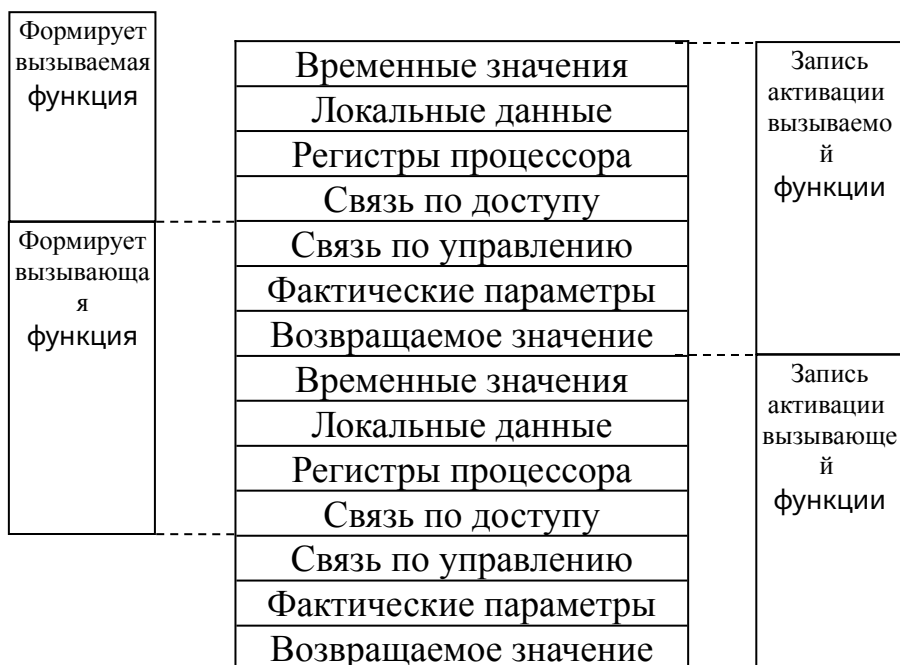 Формирует
вызываемая
функция
Формирует
вызывающа
я
функция
Временные значения
Локальные данные
Регистры процессора
Связь по доступу
Связь по управлению
Фактические параметры
Возвращаемое значение
Временные значения
Локальные данные
Регистры процессора
Связь по доступу
Связь по управлению
Фактические параметры
Возвращаемое значение
Запись
активации
вызываемо
й
функции
Запись
активации
вызывающе
й
функции